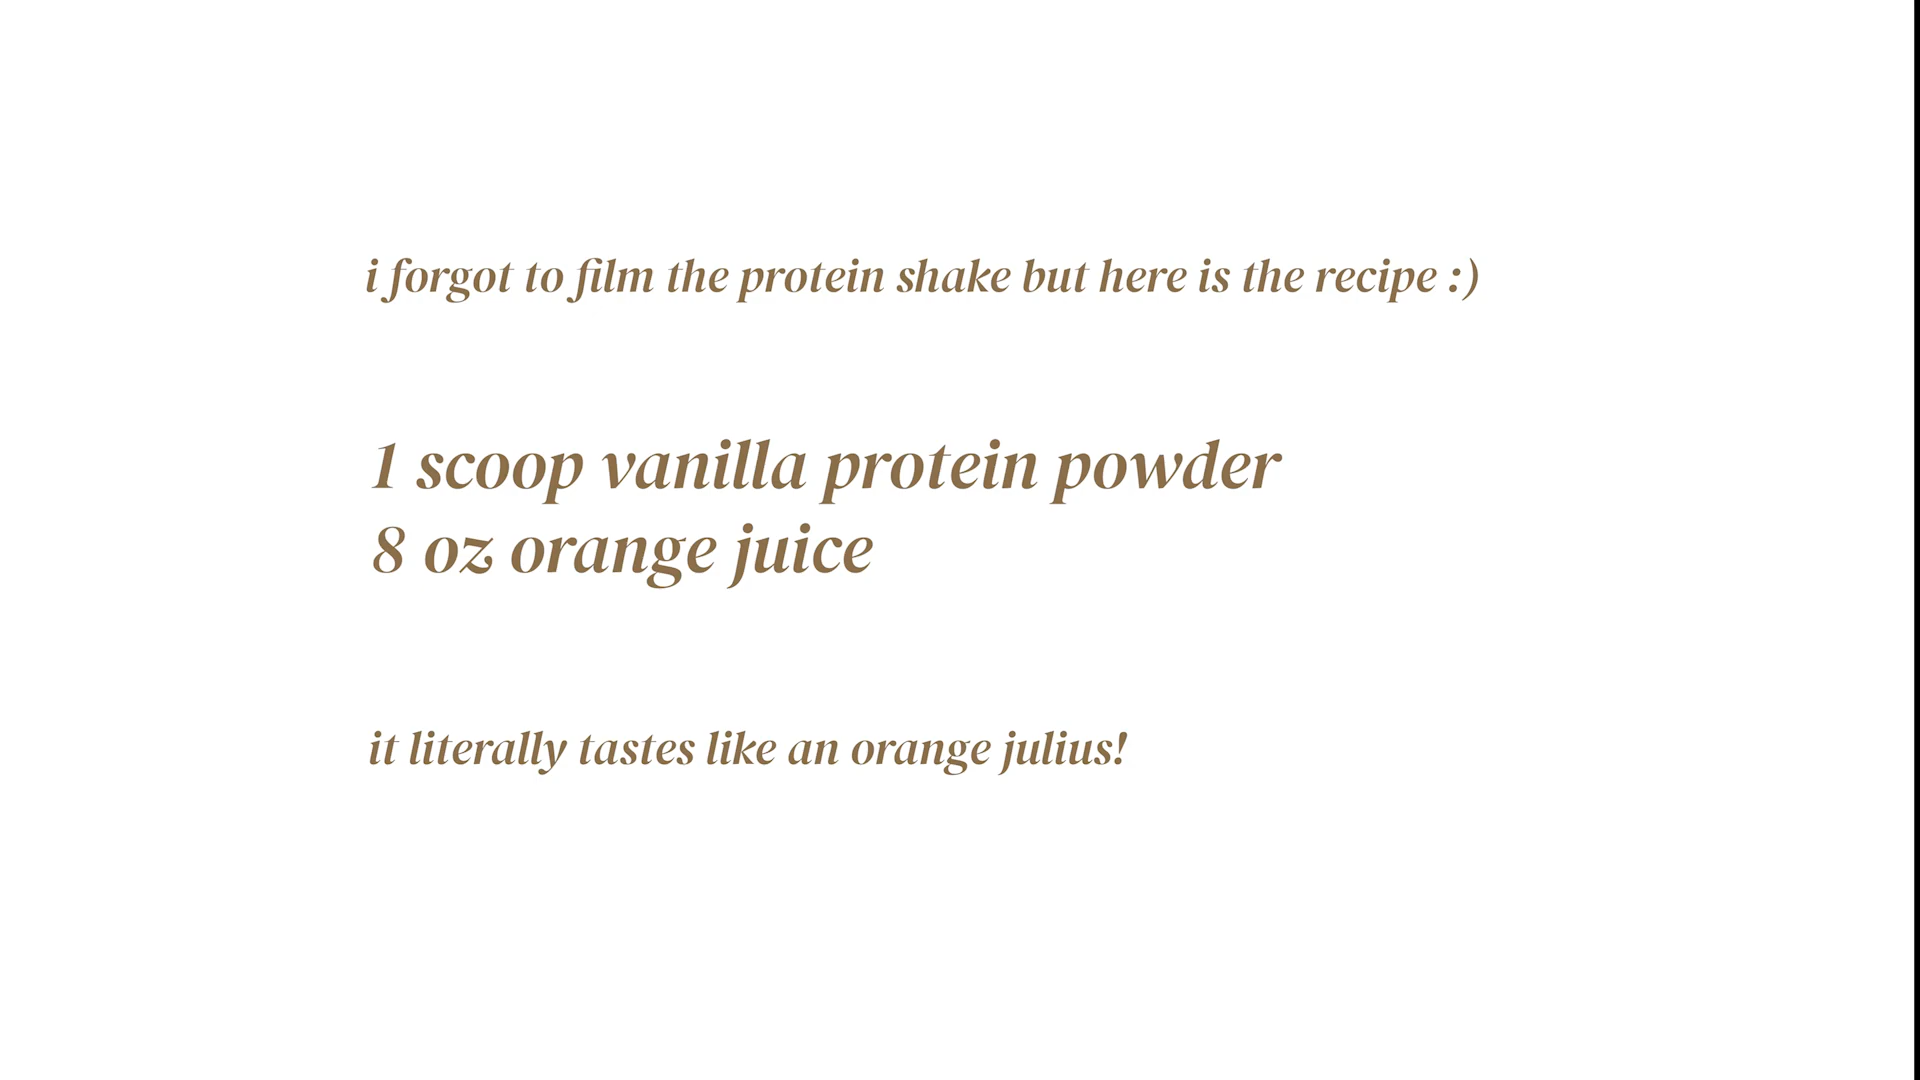 i forgot to film the protein shake but here is the recipe :)
1 scoop vanilla protein powder
8 oz orange juice
it literally tastes like an orange julius!